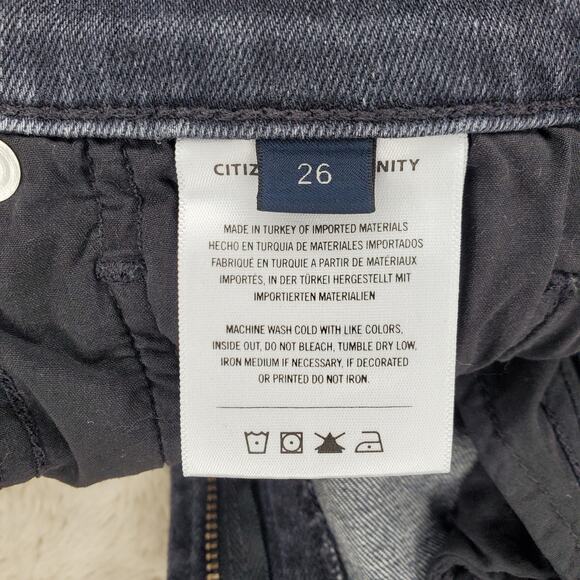 CITIZ NITY
26
MADE IN TURKEY OF IMPORTED MATERIALS
HECHO EN TURQUIA DE MATERIALES IMPORTADOS
FABRIQUÉ EN TURQUIE A PARTIR DE MATÉRIAUX
IMPORTÉS, IN DER TÜRKEI HERGESTELLT MIT
IMPORTIERTEN MATERIALIEN
MACHINE WASH COLD WITH LIKE COLORS,
INSIDE OUT, DO NOT BLEACH, TUMBLE DRY LOW,
IRON MEDIUM IF NECESSARY, IF DECORATED
OR PRINTED DO NOT IRON.